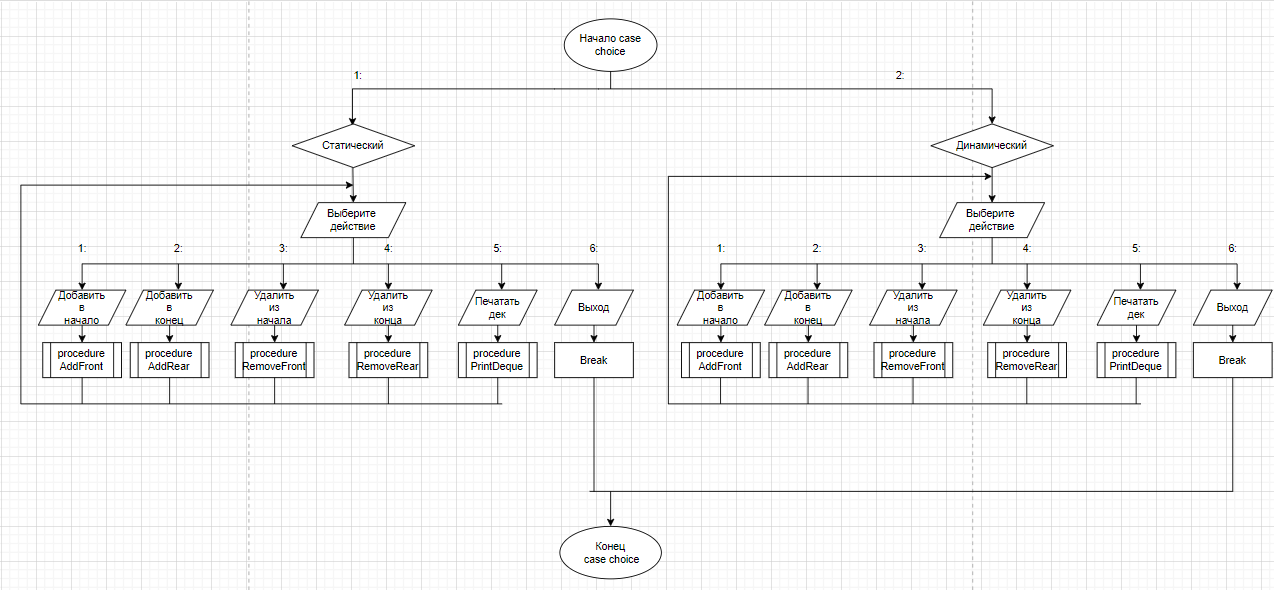 Начало case
choice
1:
2:
Статический
Динамический
Выберите
действие
Выберите
действие
1:
2:
3:
4:
5:
6:
1:
2:
3:
4:
5:
6:
Добавить
в
начало
Добавить
в
конец
Удалить
из
начала
Удалить
из
конца
Печатать
дек
Выход
Добавить
в
начало
Добавить
в
конец
Удалить
из
начала
Удалить
из
конца
Печатать
дек
Выход
procedure
AddFront
procedure
AddRear
procedure
RemoveFront
procedure
RemoveRear
procedure
PrintDeque
Break
procedure
AddFront
procedure
AddRear
procedure
RemoveFront
procedure
RemoveRear
procedure
PrintDeque
Break
Конец
case choice